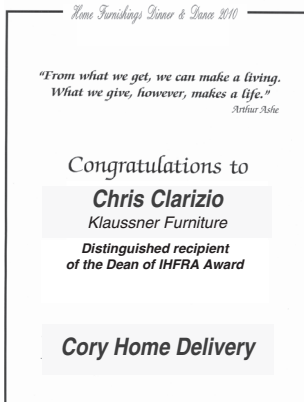 Home Furnishings Dinner & Dance 2010
"From what we get, we can make a living.
What we give, however, makes a life."
Arthur Ashe
Congratulations to
Chris Clarizio
Klaussner Furniture
Distinguished recipient
of the Dean of IHFRA Award
Cory Home Delivery